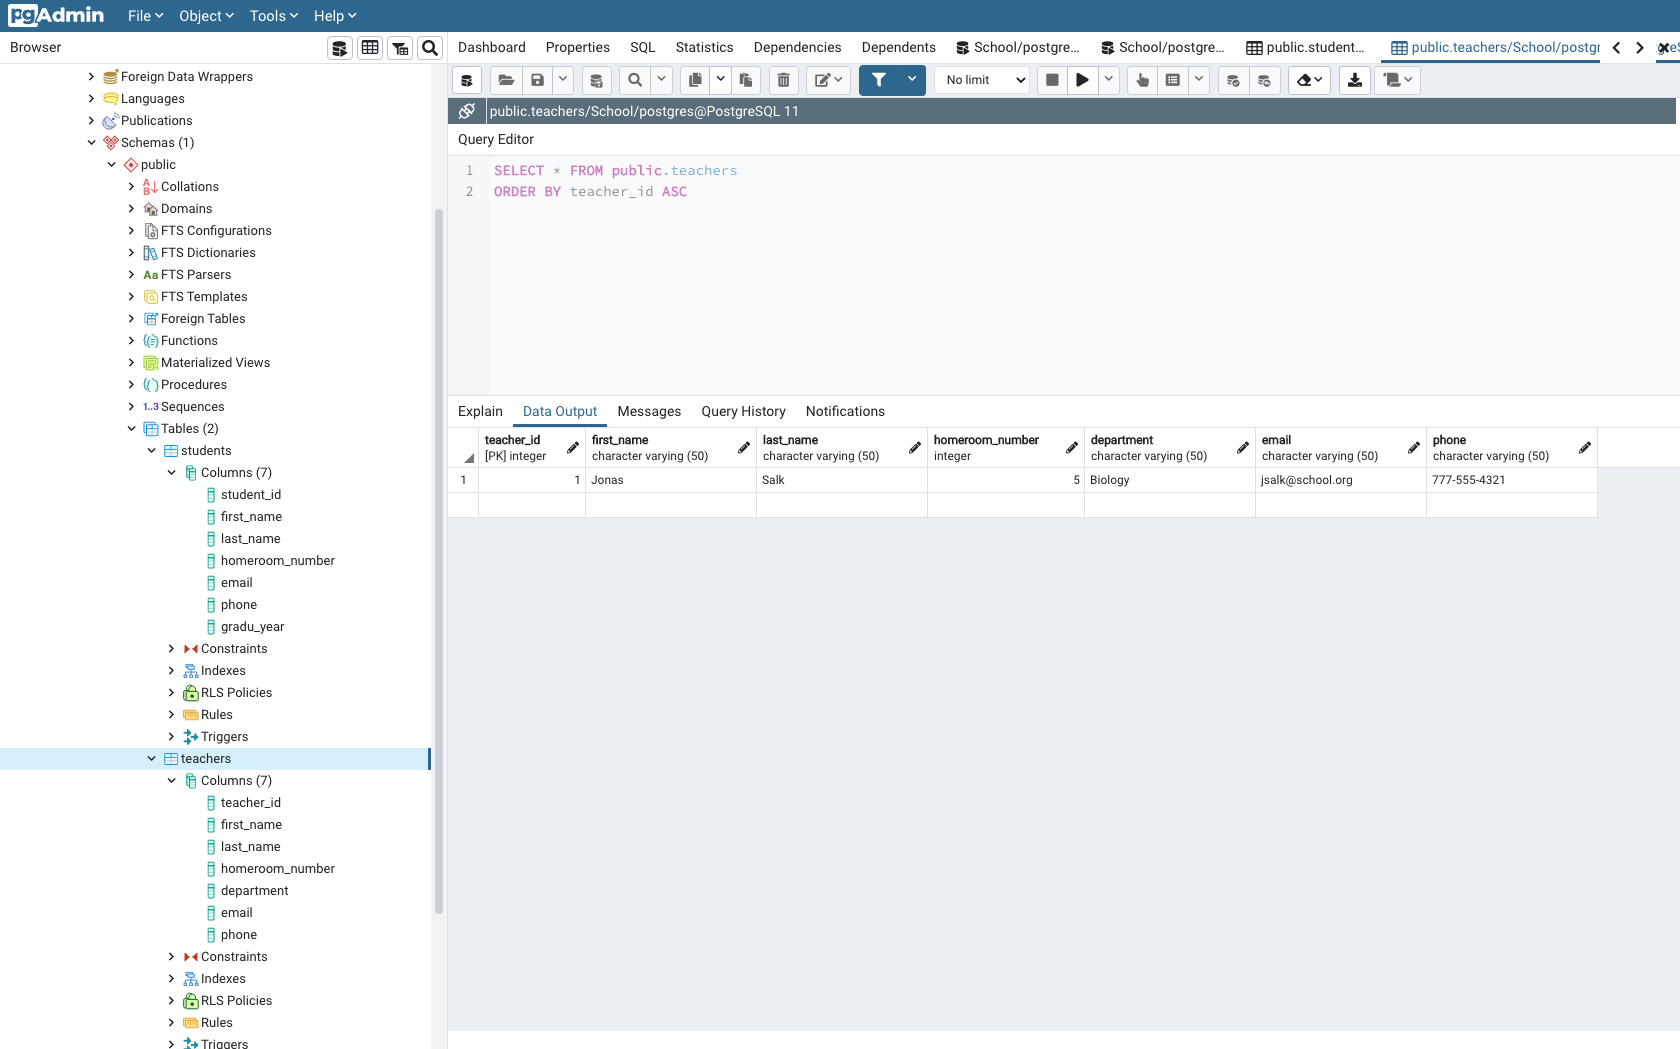 pgAdmin File Object Tools Help
Browser
Foreign Data Wrappers
Languages
Publications
Schemas (1)
public
Collations
Domains
FTS Configurations
FTS Dictionaries
Aa FTS Parsers
FTS Templates
Foreign Tables
Functions
Materialized Views
Procedures
1..3 Sequences
Tables (2)
students
Columns (7)
student_id
first_name
last_name
homeroom_number
email
phone
gradu_year
Constraints
Indexes
RLS Policies
Rules
Triggers
teachers
Columns (7)
teacher_id
first_name
last_name
homeroom_number
department
email
phone
Constraints
Indexes
RLS Policies
Rules
Triggers
Dashboard Properties SQL Statistics Dependencies Dependents School/postgre... School/postgre... public.student... public.teachers/School/postgr
No limit
public.teachers/School/postgres@PostgreSQL 11
Query Editor
1 SELECT * FROM public.teachers
2 ORDER BY teacher_id ASC
Explain Data Output Messages Query History Notifications
teacher_id first_name last_name homeroom_number department email phone
[PK] integer character varying (50) character varying (50) integer character varying (50) character varying (50) character varying (50)
1 1 Jonas Salk 5 Biology jsalk@school.org 777-555-4321